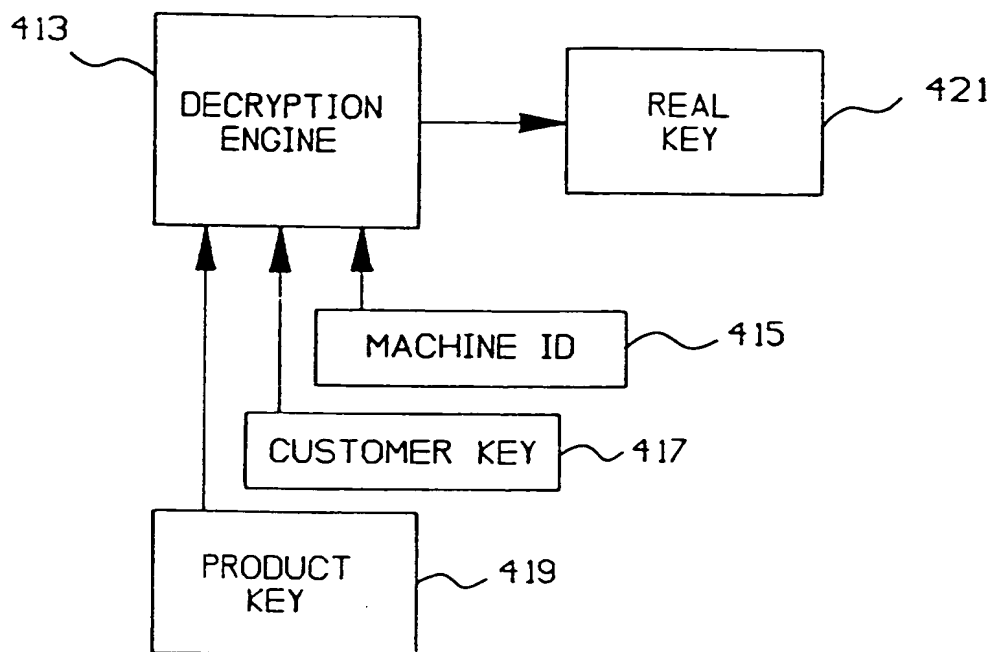 413
DECRYPTION
ENGINE
REAL
KEY
421
MACHINE ID
415
CUSTOMER KEY
417
PRODUCT
KEY
419